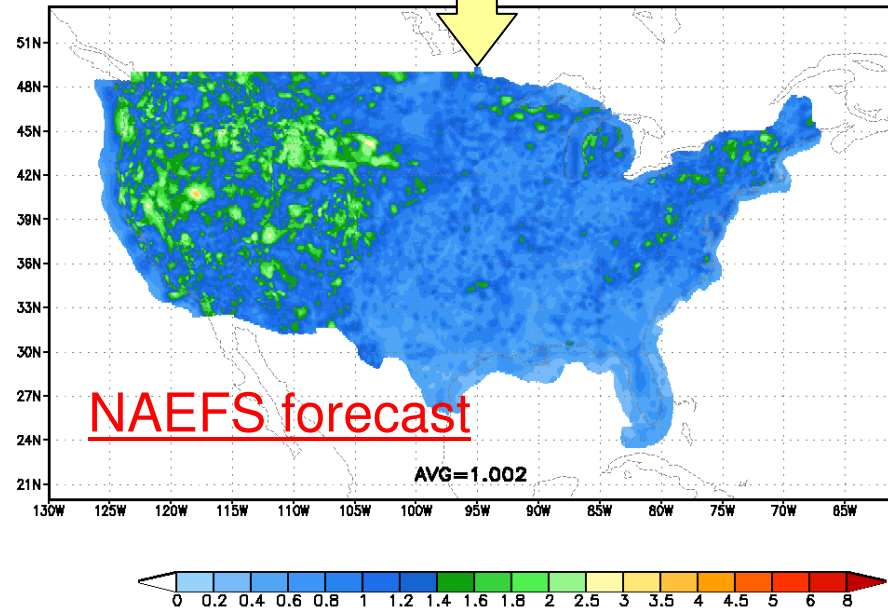 51N
48N
45N
42N
39N
36N
33N
30N
27N
24N
21N
NAEFS forecast
AVG=1.002
130W 125W 120W 115W 110W 105W 100W 95W 90W 85W 80W 75W 70W 65W
0 0.2 0.4 0.6 0.8 1 1.2 1.4 1.6 1.8 2 2.5 3 3.5 4 4.5 5 6 8